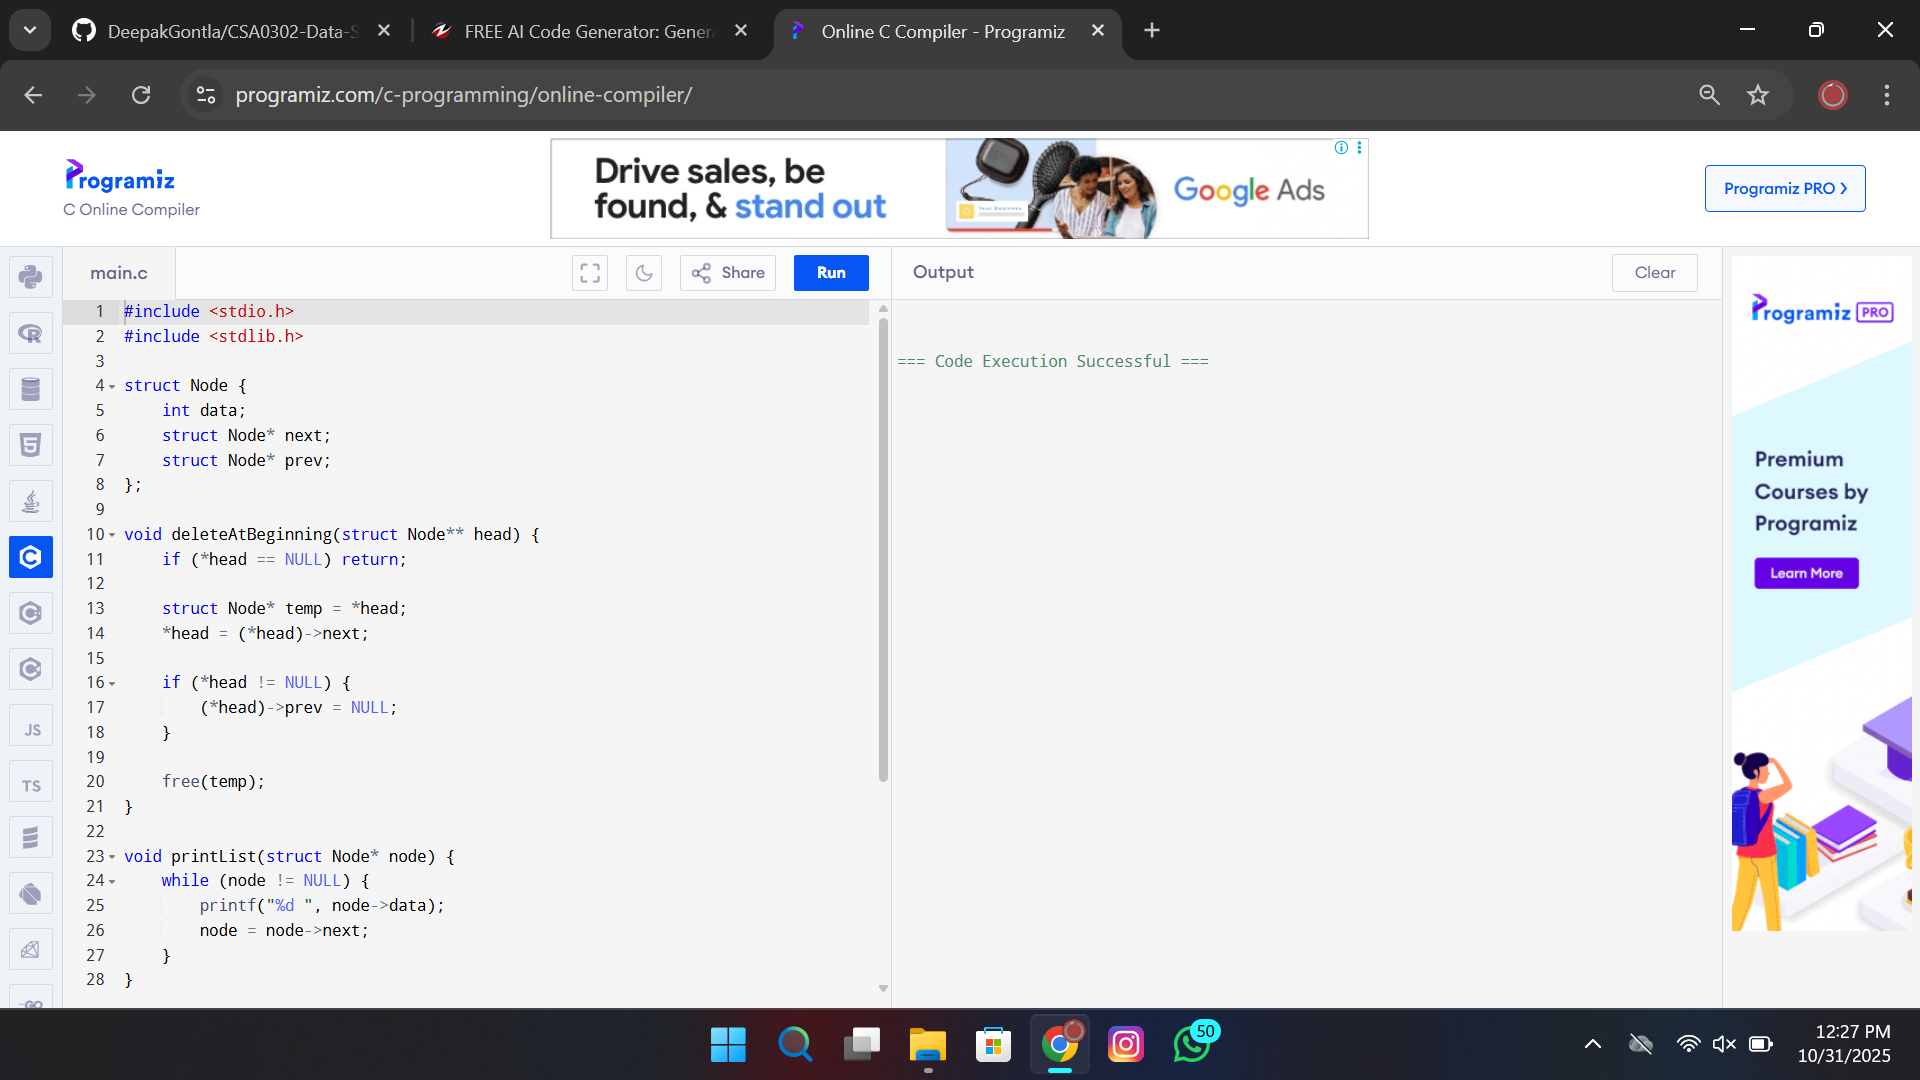 DeepakGontla/CSA0302-Data-S
FREE AI Code Generator: Genera
Online C Compiler - Programiz
programiz.com/c-programming/online-compiler/
Programiz
C Online Compiler
Drive sales, be
found, & stand out
Your Business
Google Ads
Programiz PRO
main.c
Share
Run
Output
Clear
1 #include <stdio.h>
2 #include <stdlib.h>
3
4 struct Node {
5 int data;
6 struct Node* next;
7 struct Node* prev;
8 };
9
10 void deleteAtBeginning(struct Node** head) {
11 if (*head == NULL) return;
12
13 struct Node* temp = *head;
14 *head = (*head)->next;
15
16 if (*head != NULL) {
17 (*head)->prev = NULL;
18 }
19
20 free(temp);
21 }
22
23 void printList(struct Node* node) {
24 while (node != NULL) {
25 printf("%d ", node->data);
26 node = node->next;
27 }
28 }
=== Code Execution Successful ===
Programiz PRO
Premium
Courses by
Programiz
Learn More
JS
TS
GO
50
12:27 PM
10/31/2025